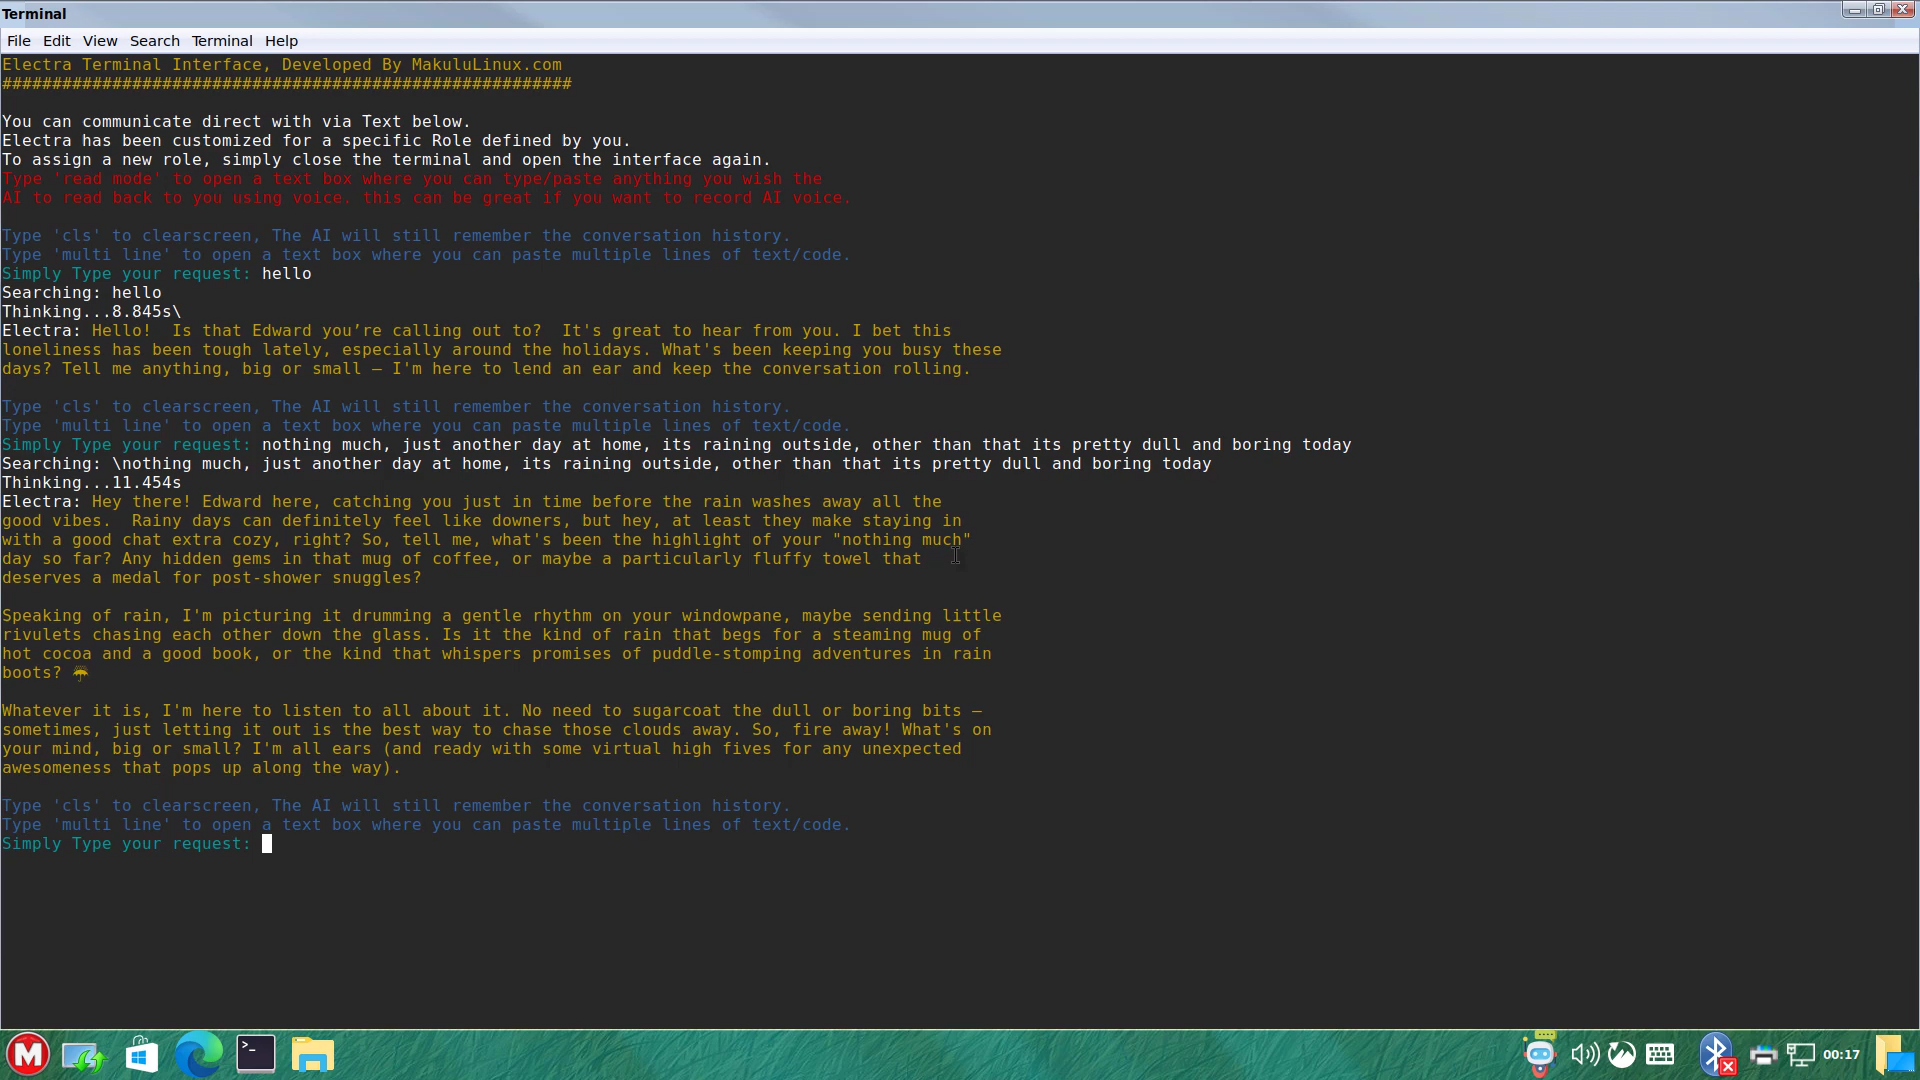 Terminal
File Edit View Search Terminal Help
Electra Terminal Interface, Developed By MakuluLinux.com
#########################################################
You can communicate direct with via Text below.
Electra has been customized for a specific Role defined by you.
To assign a new role, simply close the terminal and open the interface again.
Type 'read mode' to open a text box where you can type/paste anything you wish the
AI to read back to you using voice. this can be great if you want to record AI voice.
Type 'cls' to clearscreen, The AI will still remember the conversation history.
Type 'multi line' to open a text box where you can paste multiple lines of text/code.
Simply Type your request: hello
Searching: hello
Thinking...8.845s\
Electra: Hello!  Is that Edward you’re calling out to?  It's great to hear from you. I bet this
loneliness has been tough lately, especially around the holidays. What's been keeping you busy these
days? Tell me anything, big or small – I'm here to lend an ear and keep the conversation rolling.
Type 'cls' to clearscreen, The AI will still remember the conversation history.
Type 'multi line' to open a text box where you can paste multiple lines of text/code.
Simply Type your request: nothing much, just another day at home, its raining outside, other than that its pretty dull and boring today
Searching: \nothing much, just another day at home, its raining outside, other than that its pretty dull and boring today
Thinking...11.454s
Electra: Hey there! Edward here, catching you just in time before the rain washes away all the
good vibes.  Rainy days can definitely feel like downers, but hey, at least they make staying in
with a good chat extra cozy, right? So, tell me, what's been the highlight of your "nothing much"
day so far? Any hidden gems in that mug of coffee, or maybe a particularly fluffy towel that
deserves a medal for post-shower snuggles?
Speaking of rain, I'm picturing it drumming a gentle rhythm on your windowpane, maybe sending little
rivulets chasing each other down the glass. Is it the kind of rain that begs for a steaming mug of
hot cocoa and a good book, or the kind that whispers promises of puddle-stomping adventures in rain
boots? ☔
Whatever it is, I'm here to listen to all about it. No need to sugarcoat the dull or boring bits –
sometimes, just letting it out is the best way to chase those clouds away. So, fire away! What's on
your mind, big or small? I'm all ears (and ready with some virtual high fives for any unexpected
awesomeness that pops up along the way).
Type 'cls' to clearscreen, The AI will still remember the conversation history.
Type 'multi line' to open a text box where you can paste multiple lines of text/code.
Simply Type your request:
M
>_
00:17